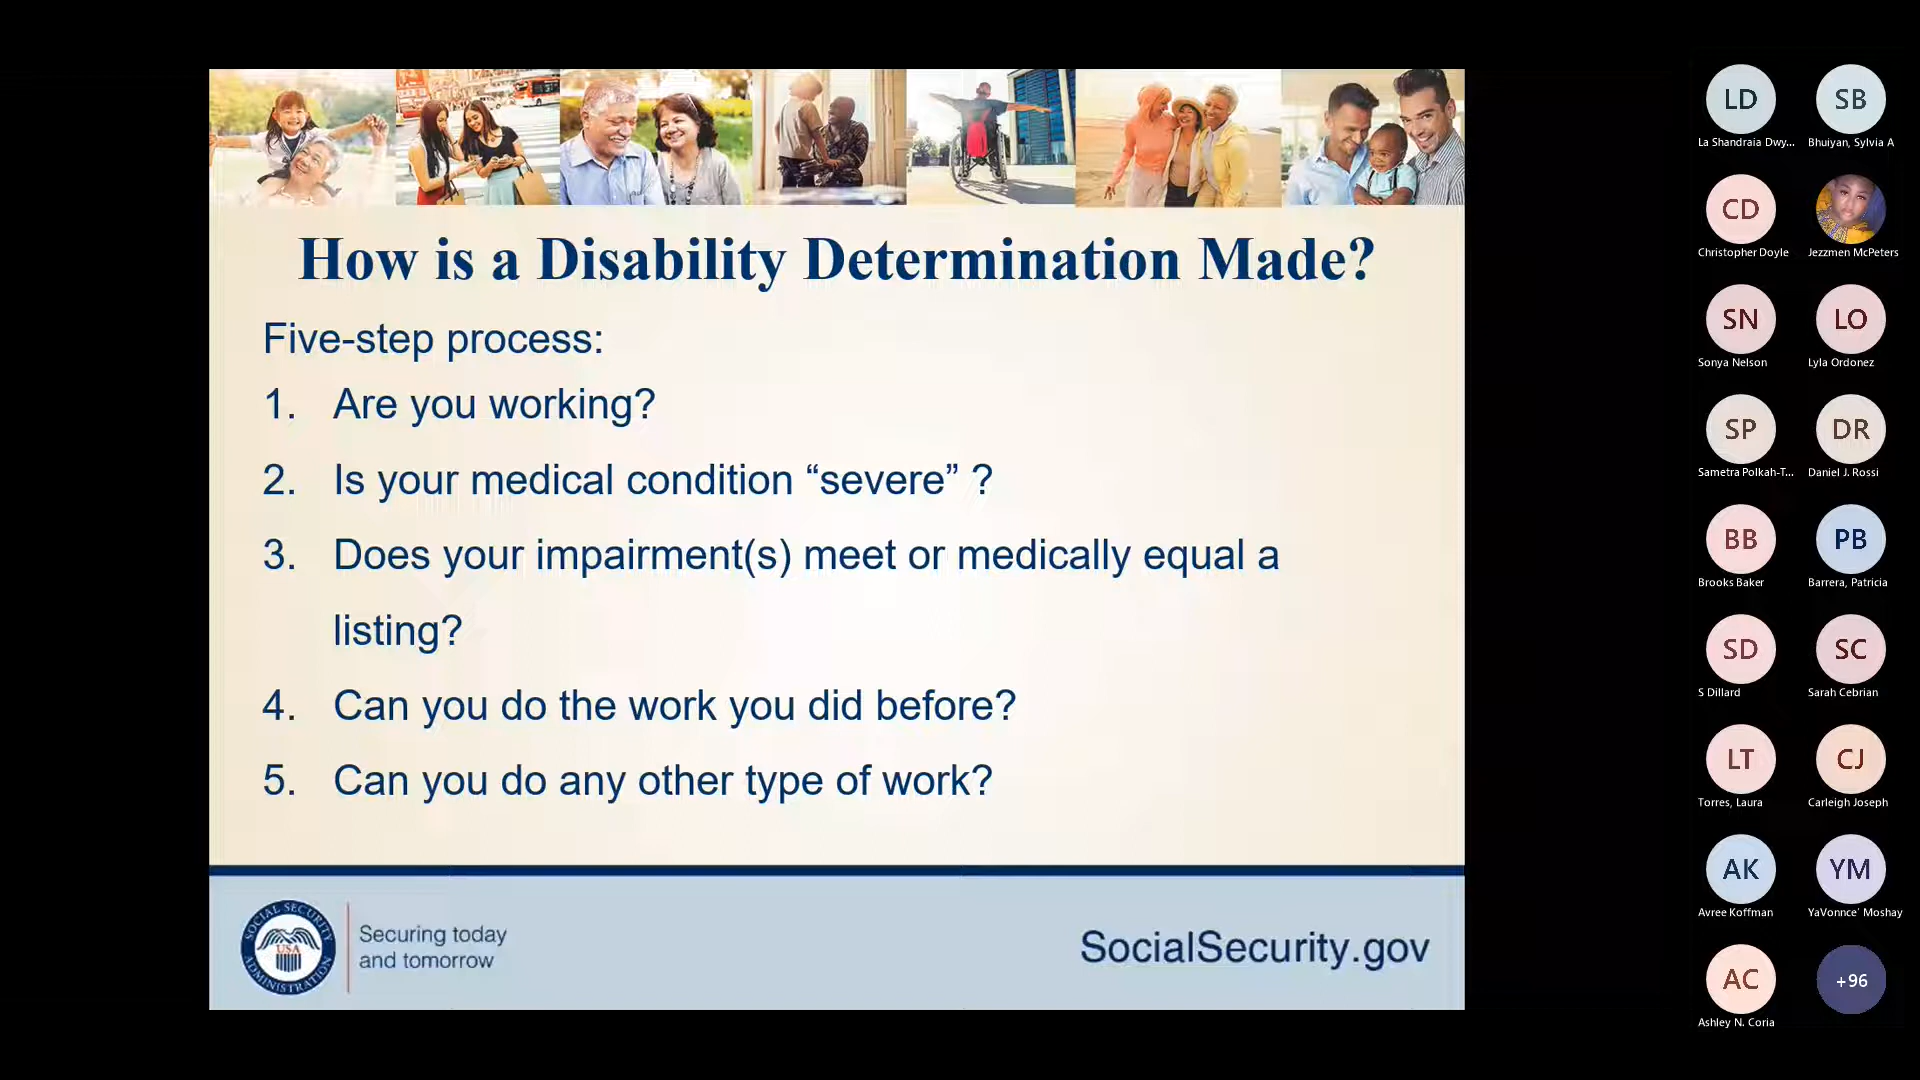 How is a Disability Determination Made?
Five-step process:
1. Are you working?
2. Is your medical condition “severe” ?
3. Does your impairment(s) meet or medically equal a
listing?
4. Can you do the work you did before?
5. Can you do any other type of work?
SOCIAL SECURITY ADMINISTRATION
USA
Securing today
and tomorrow
SocialSecurity.gov
LD
La Shandraia Dwy...
SB
Bhuiyan, Sylvia A
CD
Christopher Doyle
Jezzmen McPeters
SN
Sonya Nelson
LO
Lyla Ordonez
SP
Sametra Polkah-T...
DR
Daniel J. Rossi
BB
Brooks Baker
PB
Barrera, Patricia
SD
S Dillard
SC
Sarah Cebrian
LT
Torres, Laura
CJ
Carleigh Joseph
AK
Avree Koffman
YM
YaVonnce' Moshay
AC
Ashley N. Coria
+96